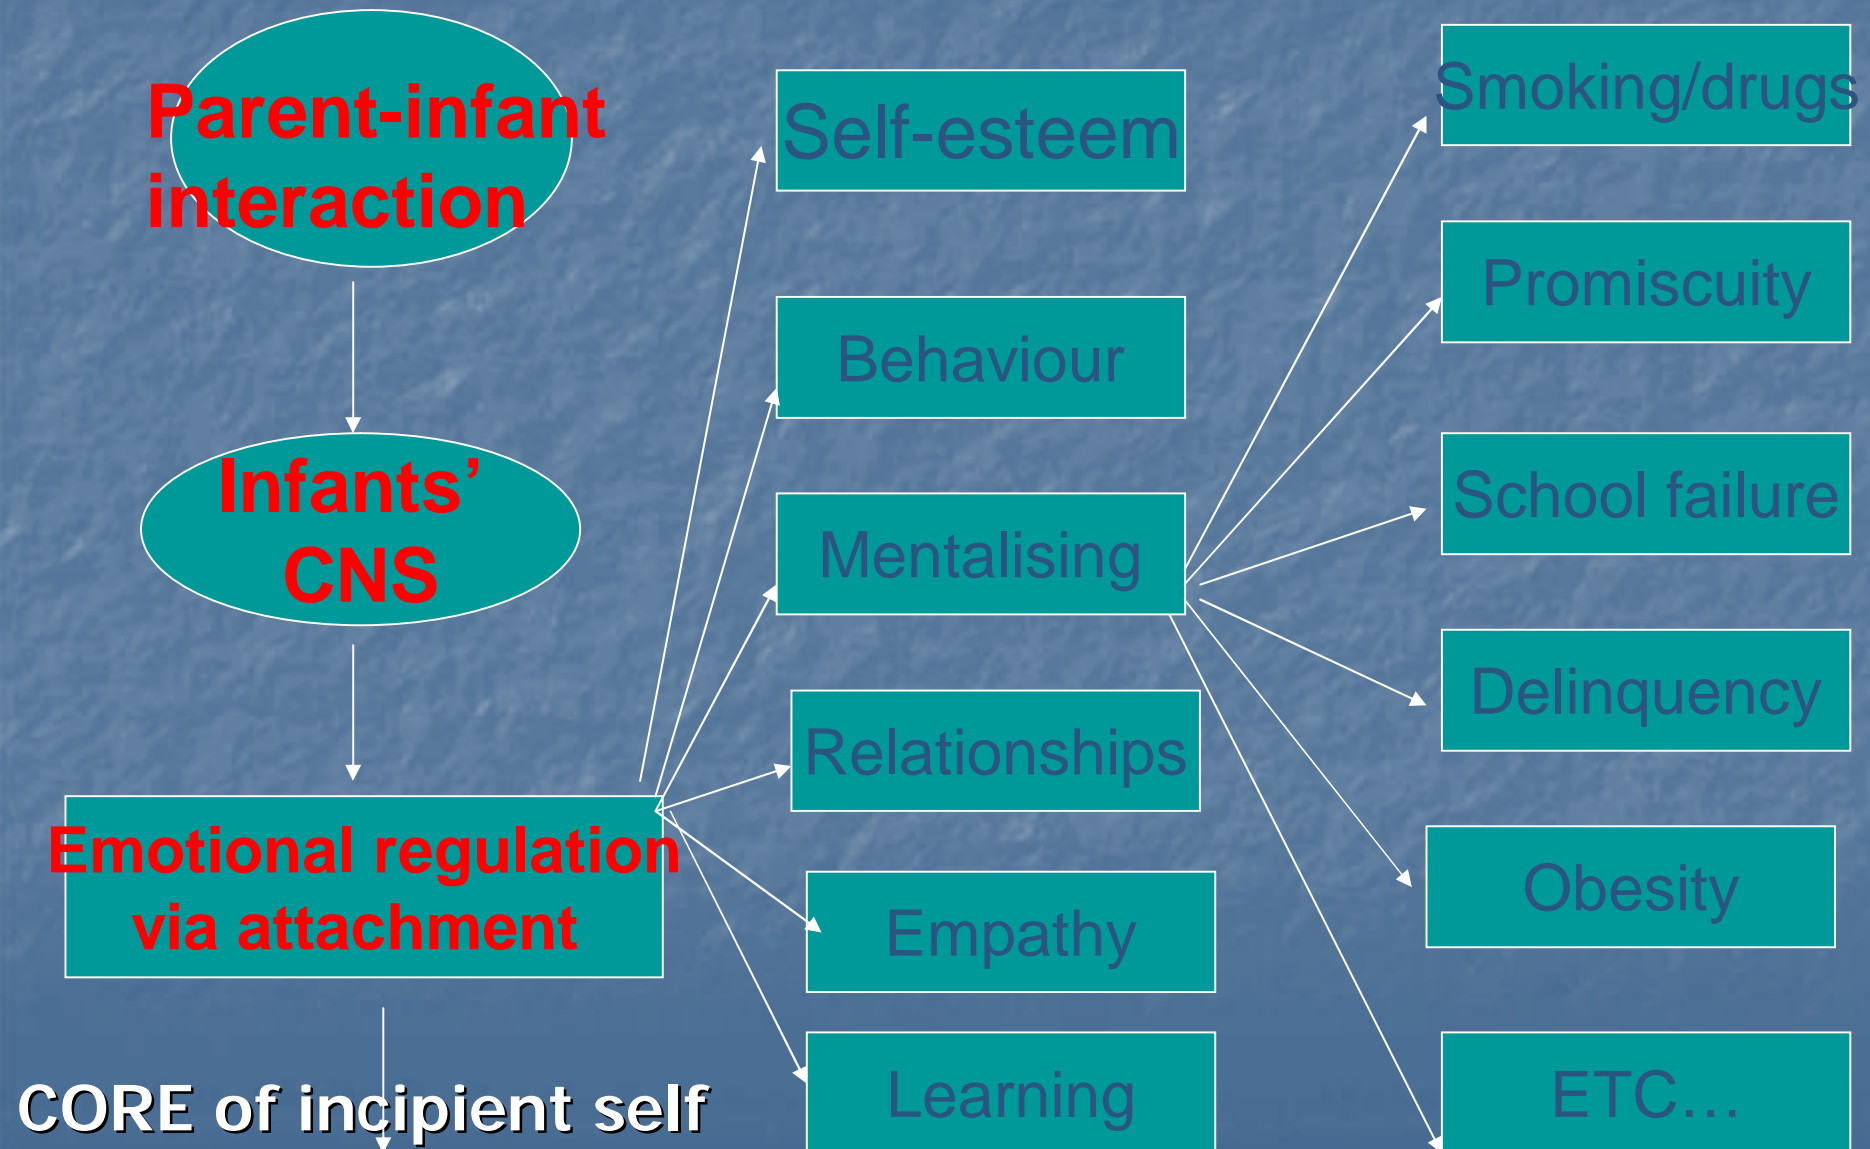 Parent-infant
interaction
Infants’
CNS
Emotional regulation
via attachment
CORE of incipient self
Self-esteem
Behaviour
Mentalising
Relationships
Empathy
Learning
Smoking/drugs
Promiscuity
School failure
Delinquency
Obesity
ETC…